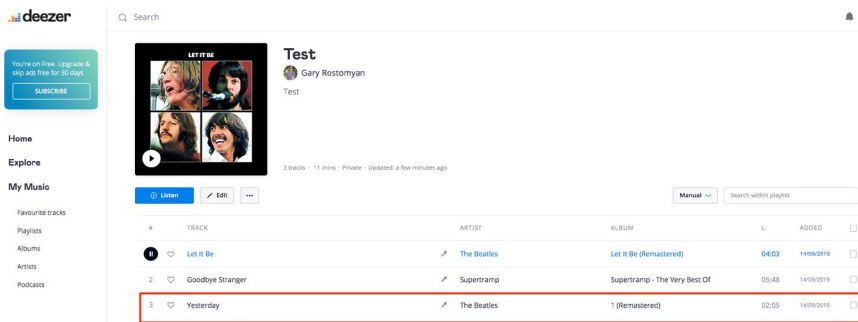 deezer
Search
You're on Free. Upgrade &
skip ads free for 30 days
SUBSCRIBE
Home
Explore
My Music
Favourite tracks
Playlists
Albums
Artists
Podcasts
LET IT BE
Test
Gary Rostomyan
Test
3 tracks · 11 mins · Private · Updated: a few minutes ago
Listen Edit ...
Manual Search within playlist
# TRACK ARTIST ALBUM L. ADDED
Let It Be The Beatles Let It Be (Remastered) 04:03 14/09/2019
2 Goodbye Stranger Supertramp Supertramp - The Very Best Of 05:48 14/09/2019
3 Yesterday The Beatles 1 (Remastered) 02:05 14/09/2019